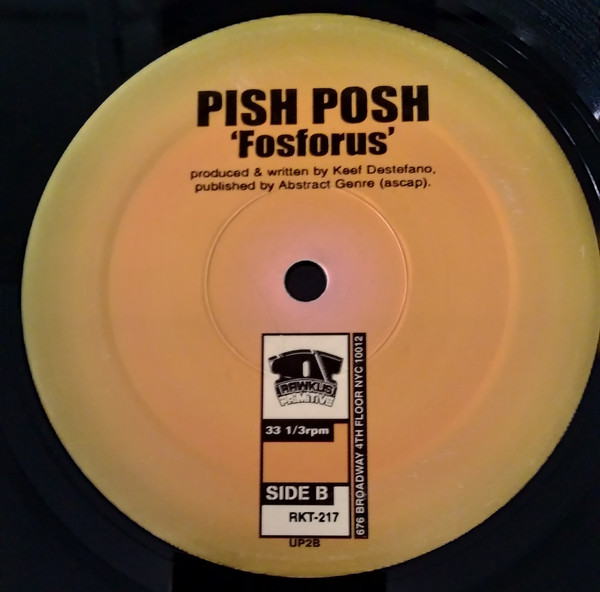 PISH POSH
'Fosforus'
produced & written by Keef Destefano,
published by Abstract Genre (ascap).
RAWKUS
PRIMITIVE
33 1/3rpm
SIDE B
RKT-217
676 BROADWAY 4TH FLOOR NYC 10012
UP2B